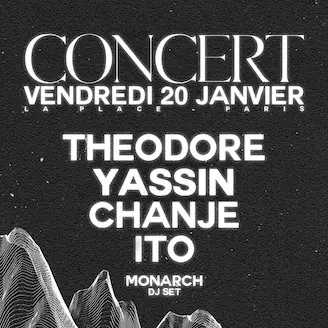 CONCERT
VENDREDI 20 JANVIER
LA PLACE - PARIS
THEODORE
YASSIN
CHANJE
ITO
MONARCH
DJ SET